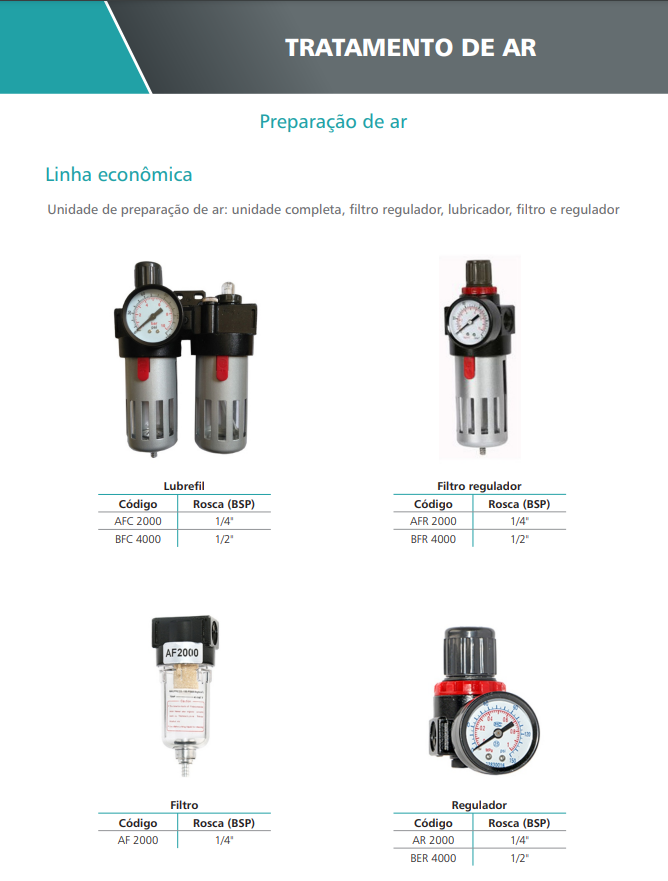 TRATAMENTO DE AR
Preparação de ar
Linha econômica
Unidade de preparação de ar: unidade completa, filtro regulador, lubricador, filtro e regulador
Lubrefil
Código Rosca (BSP)
AFC 2000 1/4"
BFC 4000 1/2"
Filtro regulador
Código Rosca (BSP)
AFR 2000 1/4"
BFR 4000 1/2"
AF2000
Filtro
Código Rosca (BSP)
AF 2000 1/4"
Regulador
Código Rosca (BSP)
AR 2000 1/4"
BER 4000 1/2"